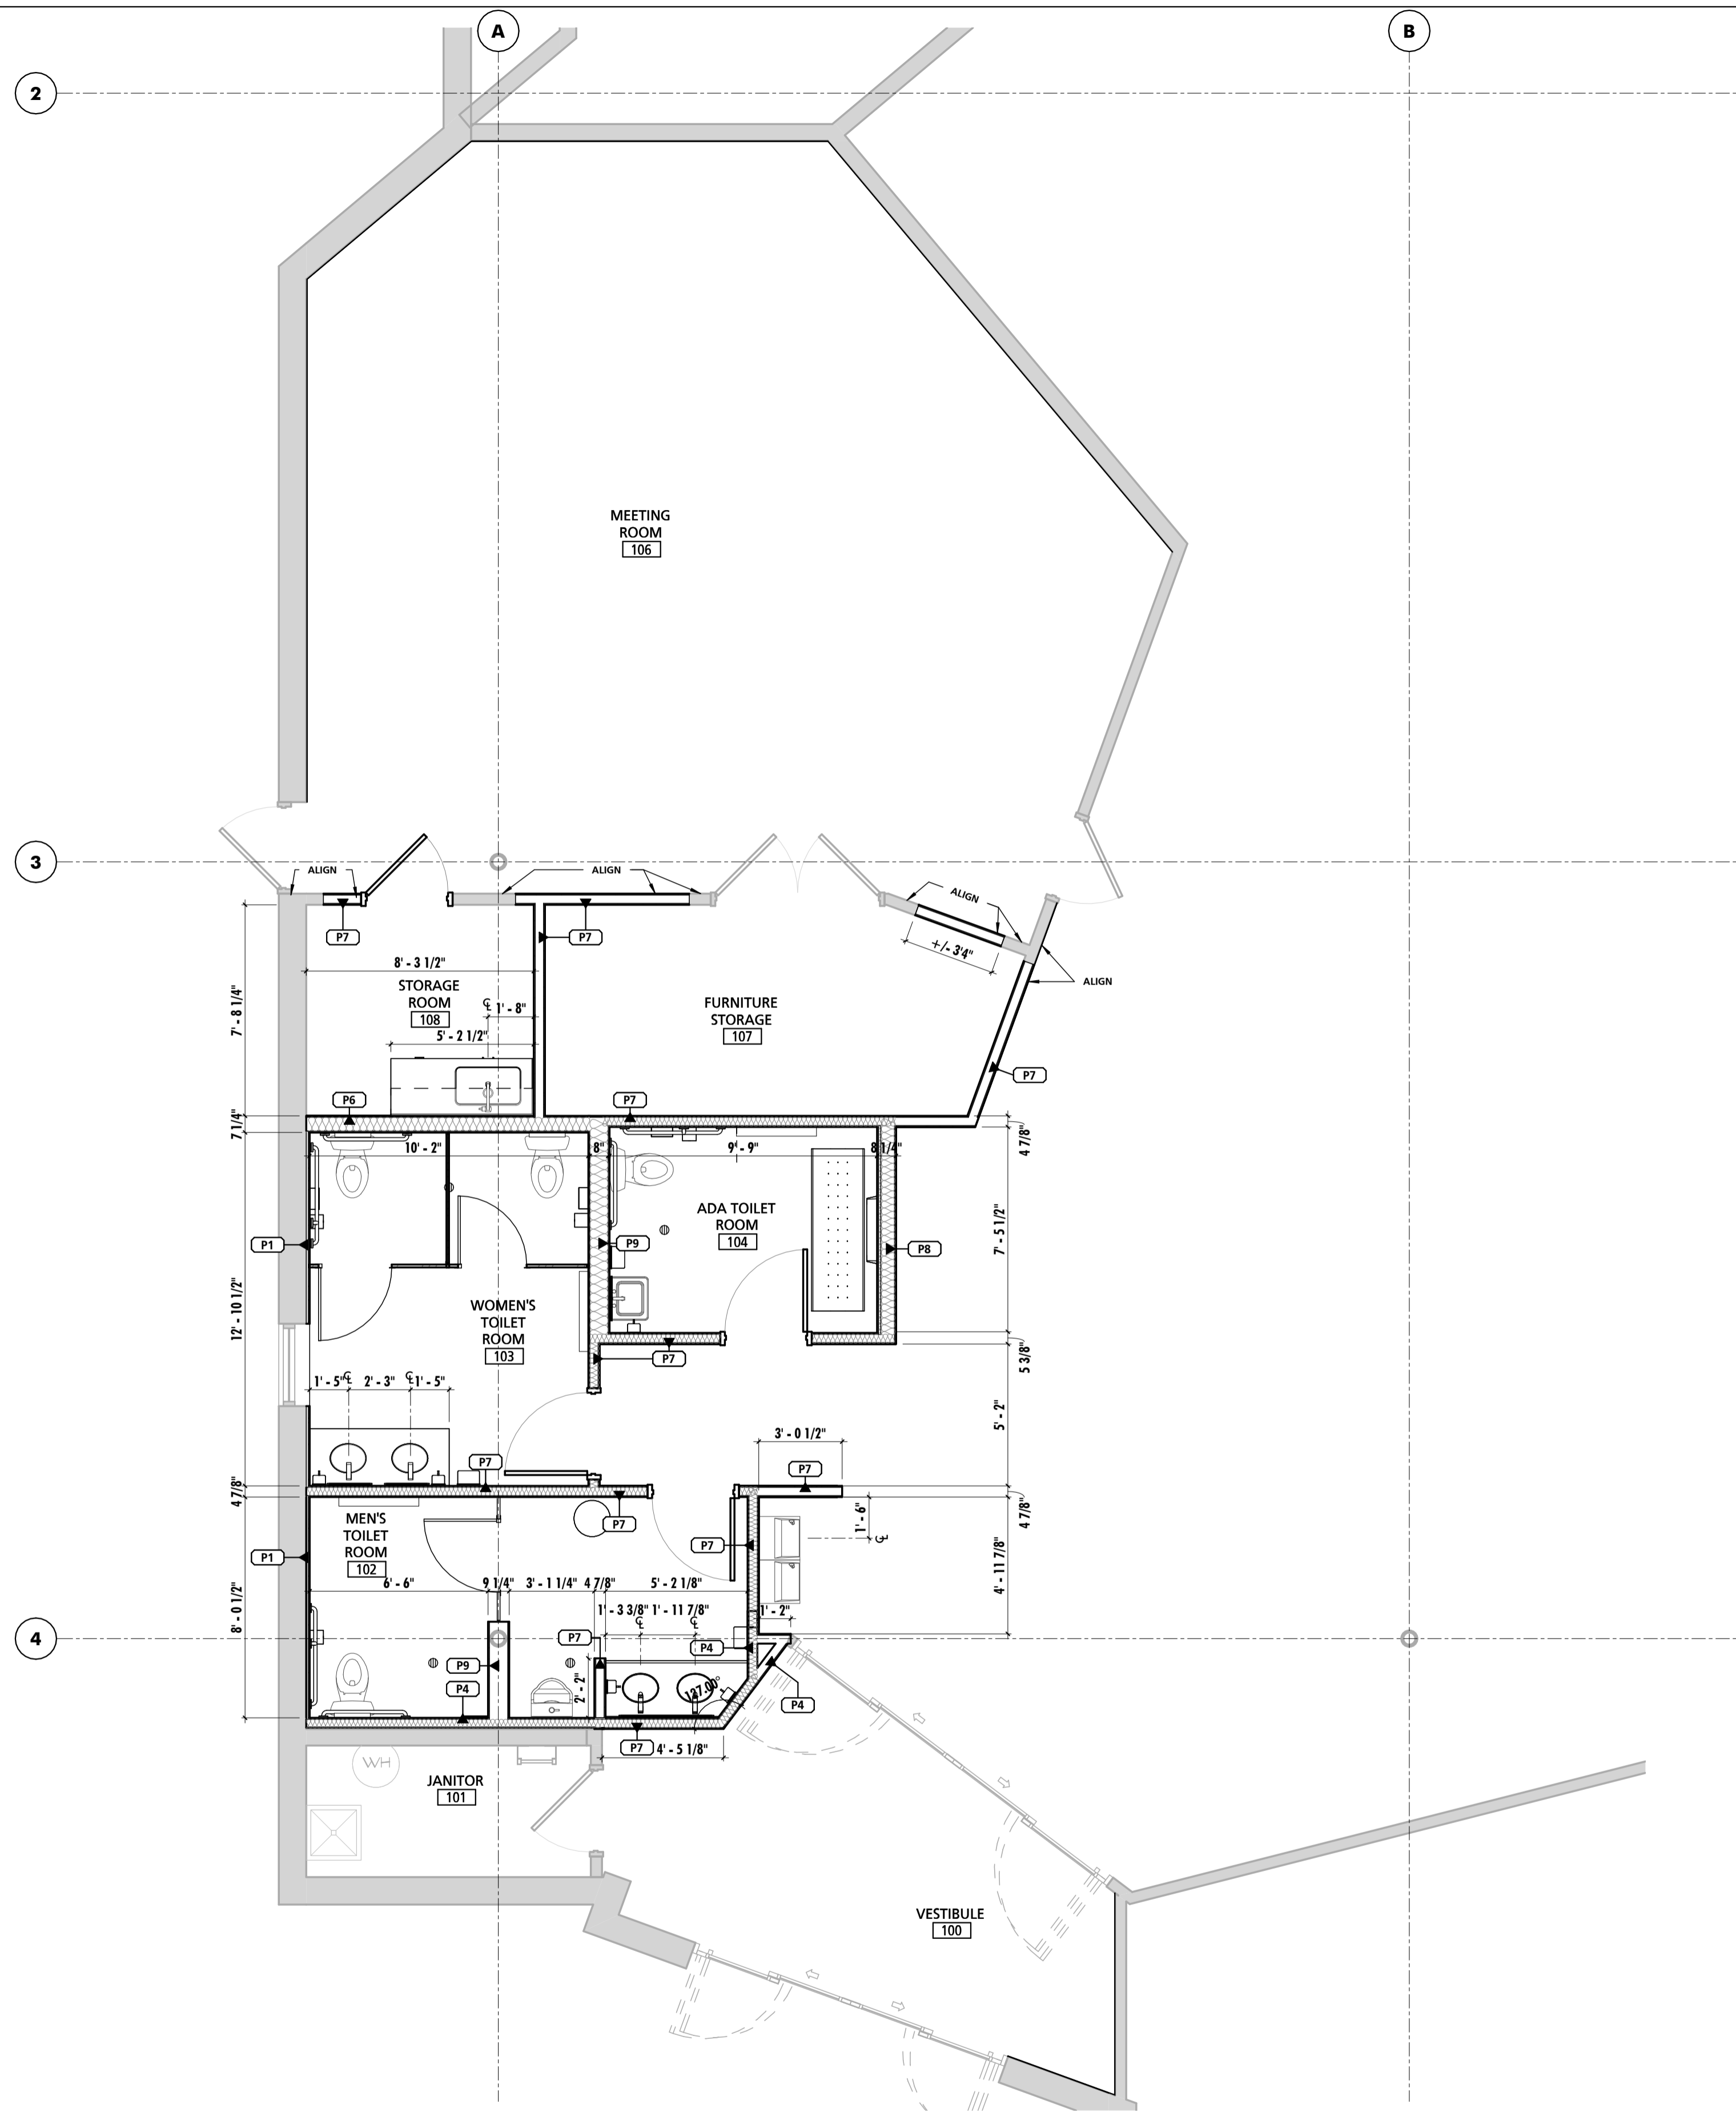 A
B
2
MEETING
ROOM
106
3
ALIGN
ALIGN
ALIGN
P7
P7
+/- 3'4"
8' - 3 1/2"
ALIGN
STORAGE
ROOM
108
1' - 8"
FURNITURE
STORAGE
107
7' - 8 1/4"
5' - 2 1/2"
P7
P6
P7
7 1/4"
4 7/8"
10' - 2"
8"
9' - 9"
8 1/4"
ADA TOILET
ROOM
104
7' - 5 1/2"
P1
P9
P8
12' - 10 1/2"
WOMEN'S
TOILET
ROOM
103
P7
5 3/8"
1' - 5"
2' - 3"
1' - 5"
5' - 2"
3' - 0 1/2"
P7
P7
4 7/8"
4 7/8"
MEN'S
TOILET
ROOM
102
P7
1' - 6"
P7
P1
4' - 11 7/8"
6' - 6"
9 1/4"
3' - 1 1/4"
4 7/8"
5' - 2 1/8"
8' - 0 1/2"
1' - 3 3/8"
1' - 11 7/8"
1' - 2"
4
P7
P4
P9
2' - 2"
P4
137.00°
P4
P7
4' - 5 1/8"
WH
JANITOR
101
VESTIBULE
100